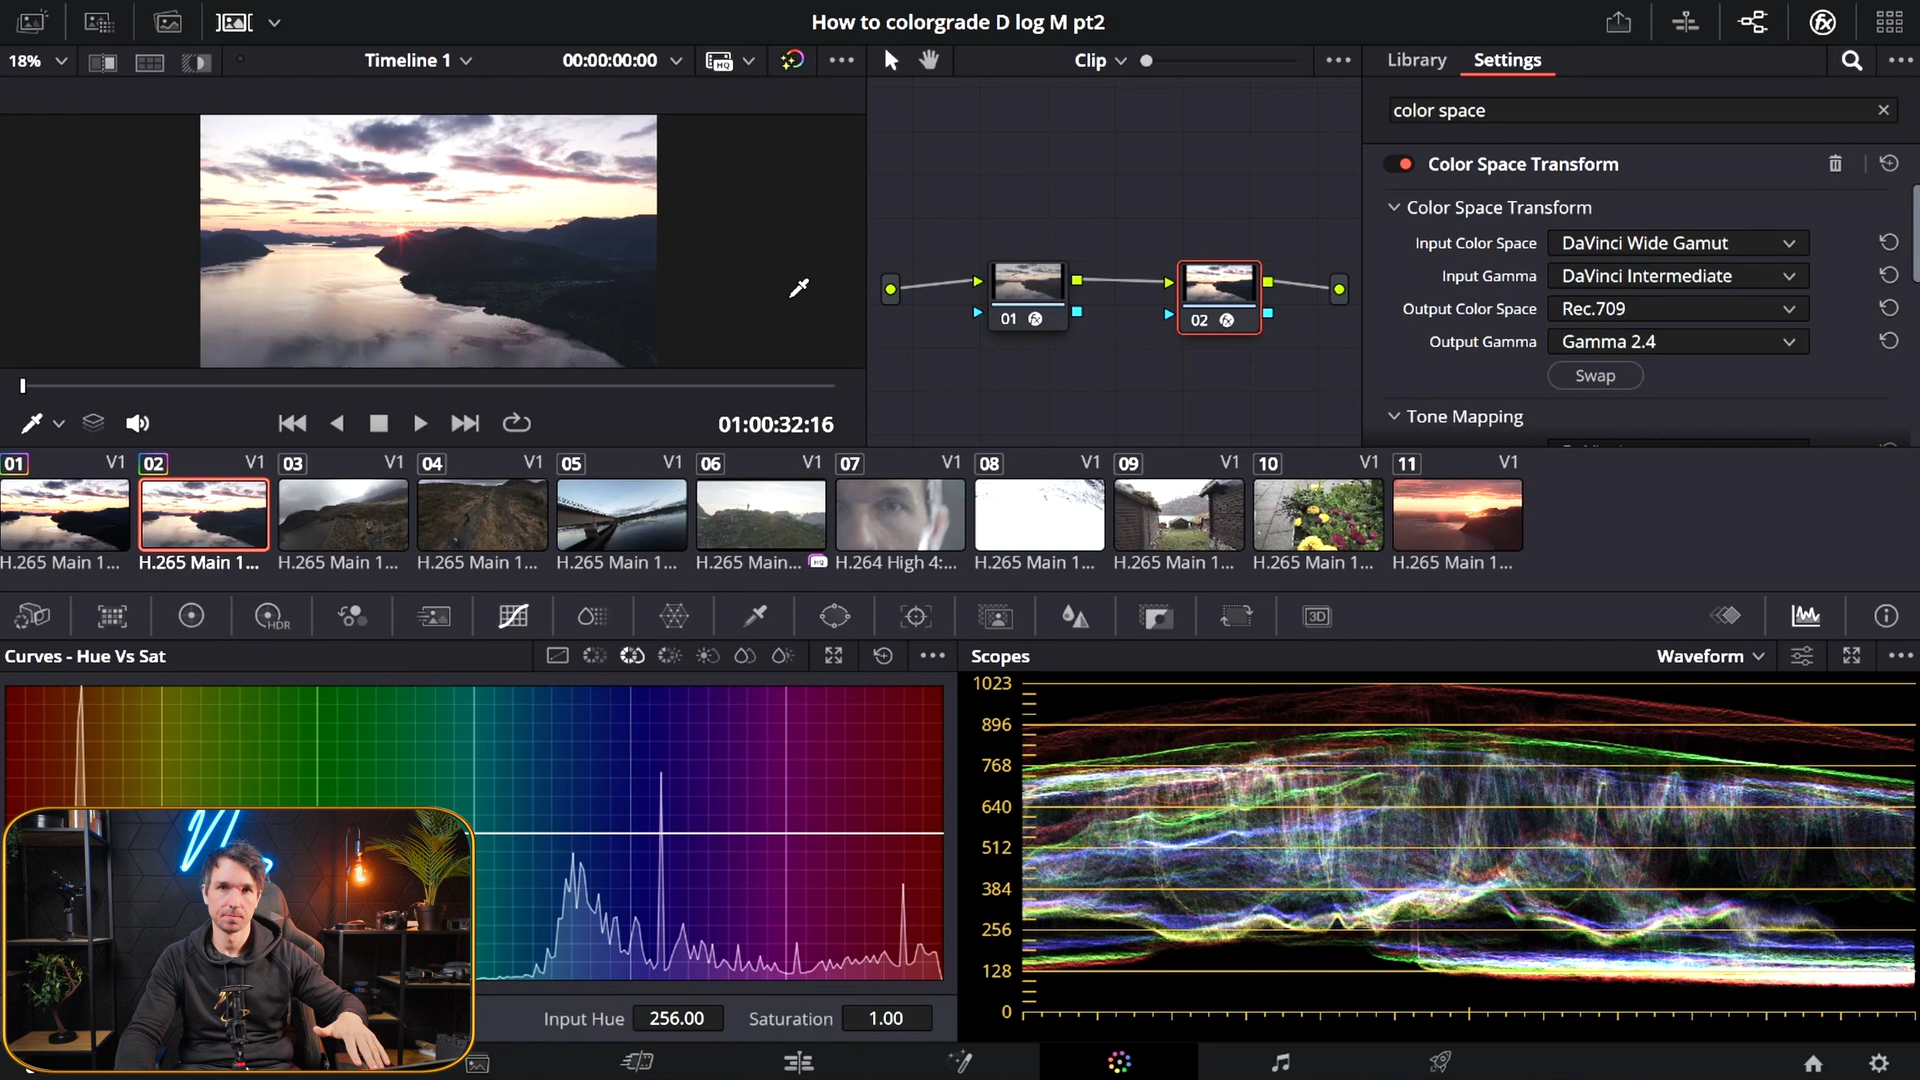 How to colorgrade D log M pt2
18%
Timeline 1
00:00:00:00
HQ
Clip
Library
Settings
color space
Color Space Transform
Color Space Transform
Input Color Space
DaVinci Wide Gamut
Input Gamma
DaVinci Intermediate
Output Color Space
Rec.709
Output Gamma
Gamma 2.4
Swap
Tone Mapping
01
02
01:00:32:16
01 V1
02 V1
03 V1
04 V1
05 V1
06 V1
07 V1
08 V1
09 V1
10 V1
11 V1
H.265 Main 1...
H.265 Main 1...
H.265 Main 1...
H.265 Main 1...
H.265 Main 1...
H.265 Main...
HQ
H.264 High 4:...
H.265 Main 1...
H.265 Main 1...
H.265 Main 1...
H.265 Main 1...
HDR
3D
Curves - Hue Vs Sat
Scopes
Waveform
1023
896
768
640
512
384
256
128
0
Input Hue
256.00
Saturation
1.00